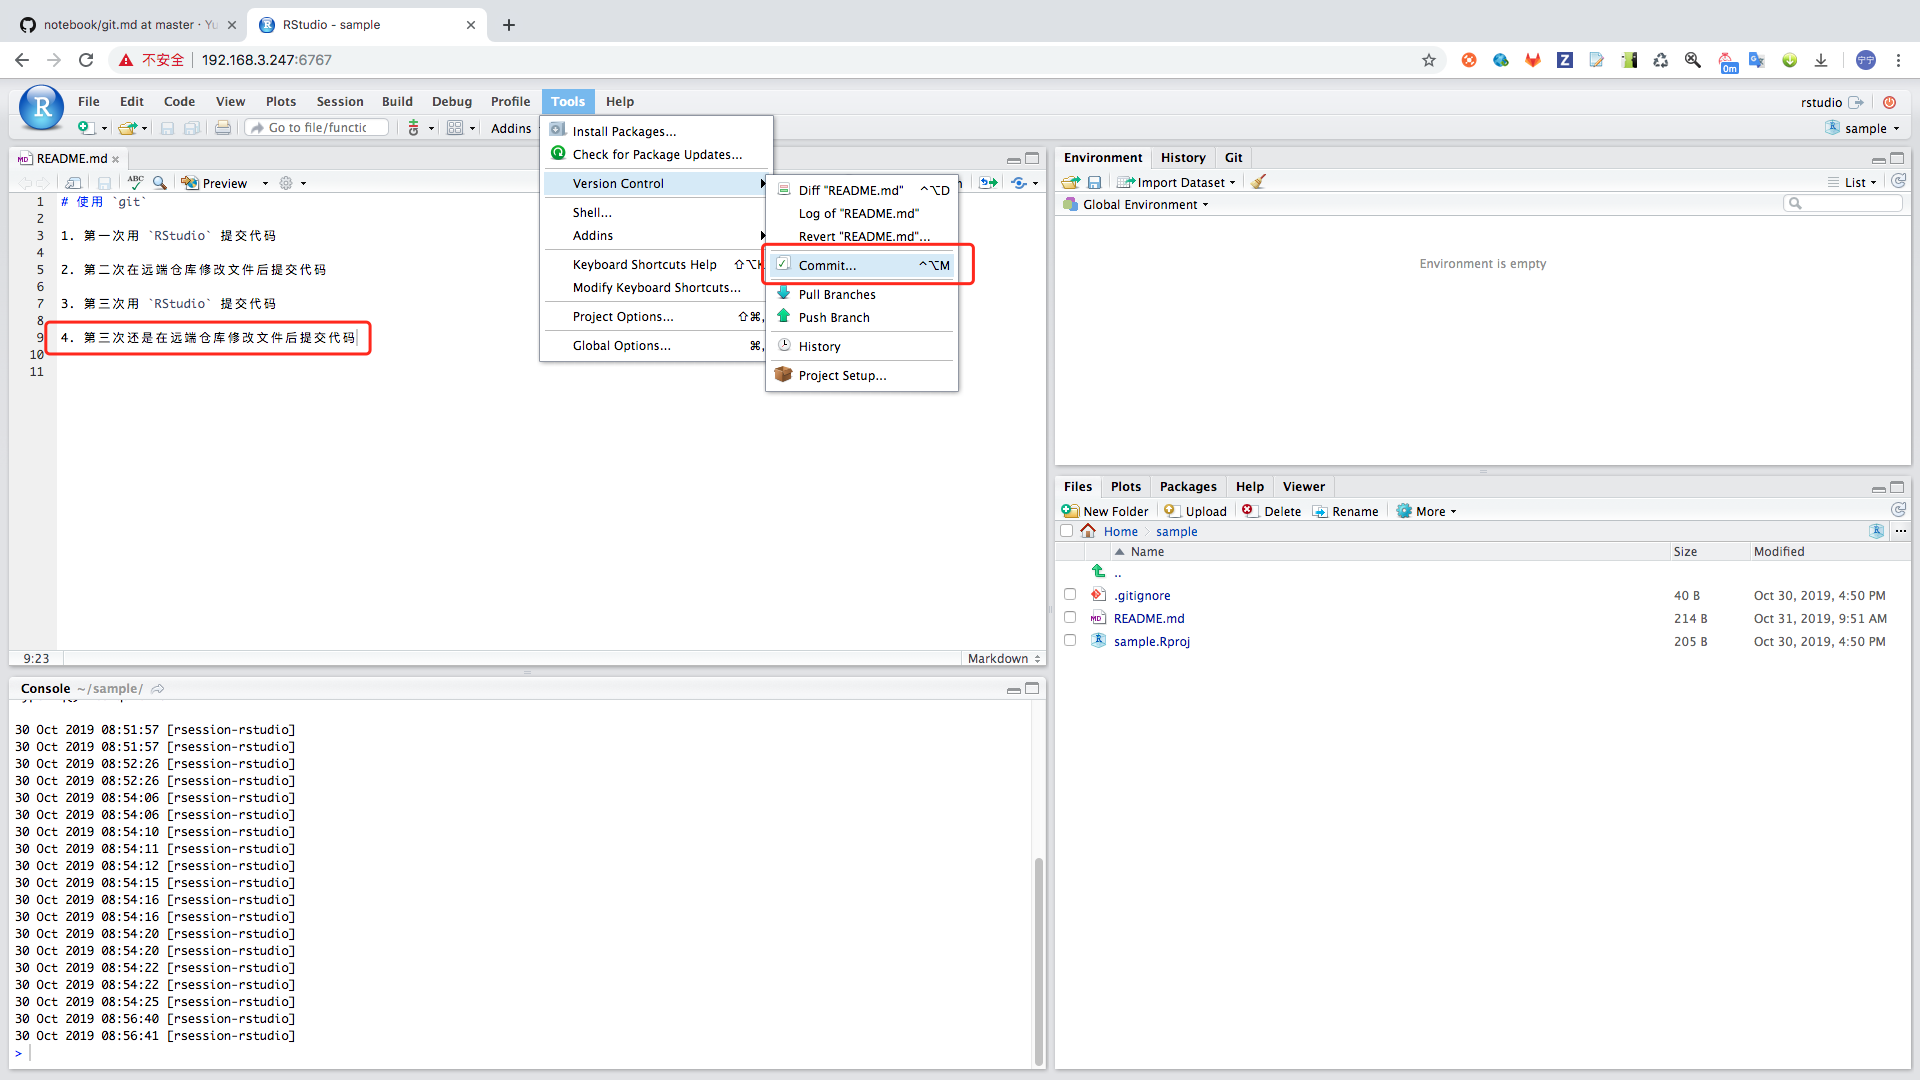 notebook/git.md at master · Yu
RStudio - sample
不安全 192.168.3.247:6767
0m
宁宁
R File Edit Code View Plots Session Build Debug Profile Tools Help
rstudio
Go to file/functic Addins
sample
Install Packages...
Check for Package Updates...
Version Control
Shell...
Addins
Keyboard Shortcuts Help ⇧⌥K
Modify Keyboard Shortcuts...
Project Options... ⇧⌘,
Global Options... ⌘,
Diff "README.md" ^⌥D
Log of "README.md"
Revert "README.md"...
Commit... ^⌥M
Pull Branches
Push Branch
History
Project Setup...
README.md
ABC Preview
1 # 使用 `git`
2
3 1. 第一次用 `RStudio` 提交代码
4
5 2. 第二次在远端仓库修改文件后提交代码
6
7 3. 第三次用 `RStudio` 提交代码
8
9 4. 第三次还是在远端仓库修改文件后提交代码
10
11
9:23 Markdown
Console ~/sample/
30 Oct 2019 08:51:57 [rsession-rstudio]
30 Oct 2019 08:51:57 [rsession-rstudio]
30 Oct 2019 08:52:26 [rsession-rstudio]
30 Oct 2019 08:52:26 [rsession-rstudio]
30 Oct 2019 08:54:06 [rsession-rstudio]
30 Oct 2019 08:54:06 [rsession-rstudio]
30 Oct 2019 08:54:10 [rsession-rstudio]
30 Oct 2019 08:54:11 [rsession-rstudio]
30 Oct 2019 08:54:12 [rsession-rstudio]
30 Oct 2019 08:54:15 [rsession-rstudio]
30 Oct 2019 08:54:16 [rsession-rstudio]
30 Oct 2019 08:54:16 [rsession-rstudio]
30 Oct 2019 08:54:20 [rsession-rstudio]
30 Oct 2019 08:54:20 [rsession-rstudio]
30 Oct 2019 08:54:22 [rsession-rstudio]
30 Oct 2019 08:54:22 [rsession-rstudio]
30 Oct 2019 08:54:25 [rsession-rstudio]
30 Oct 2019 08:56:40 [rsession-rstudio]
30 Oct 2019 08:56:41 [rsession-rstudio]
>
Environment History Git
Import Dataset List
Global Environment
Environment is empty
Files Plots Packages Help Viewer
New Folder Upload Delete Rename More
Home sample ...
Name Size Modified
..
.gitignore 40 B Oct 30, 2019, 4:50 PM
README.md 214 B Oct 31, 2019, 9:51 AM
sample.Rproj 205 B Oct 30, 2019, 4:50 PM